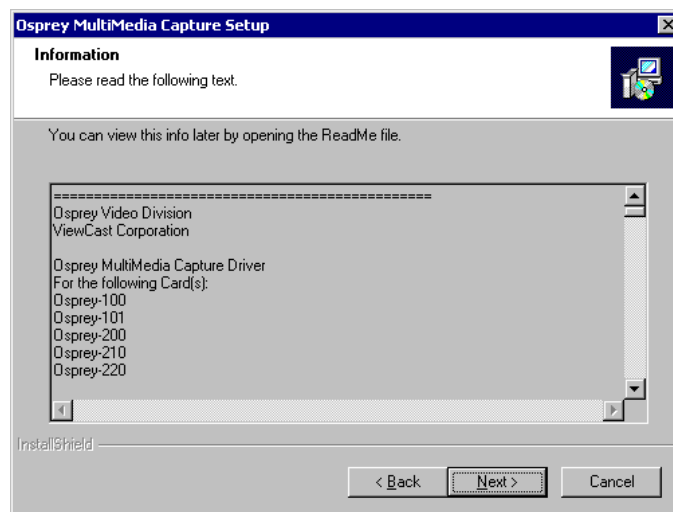 Osprey MultiMedia Capture Setup
Information
Please read the following text.
You can view this info later by opening the ReadMe file.
===============================================
Osprey Video Division
ViewCast Corporation
Osprey MultiMedia Capture Driver
For the following Card(s):
Osprey-100
Osprey-101
Osprey-200
Osprey-210
Osprey-220
InstallShield
< Back
Next >
Cancel